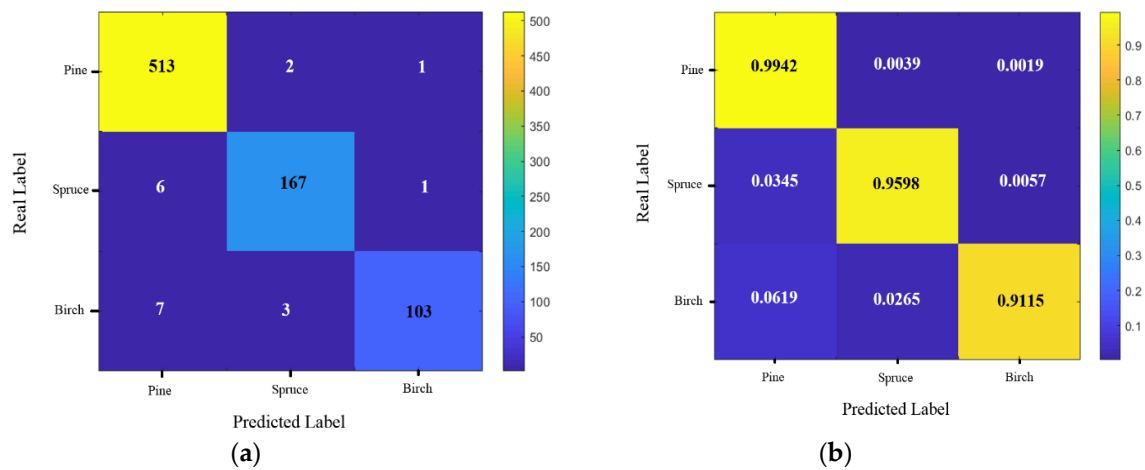 500
450
400
350
300
250
200
150
100
50
Real Label
Pine
513 2 1
Spruce
6 167 1
Birch
7 3 103
Pine Spruce Birch
Predicted Label
(a)
0.9
0.8
0.7
0.6
0.5
0.4
0.3
0.2
0.1
Real Label
Pine
0.9942 0.0039 0.0019
Spruce
0.0345 0.9598 0.0057
Birch
0.0619 0.0265 0.9115
Pine Spruce Birch
Predicted Label
(b)